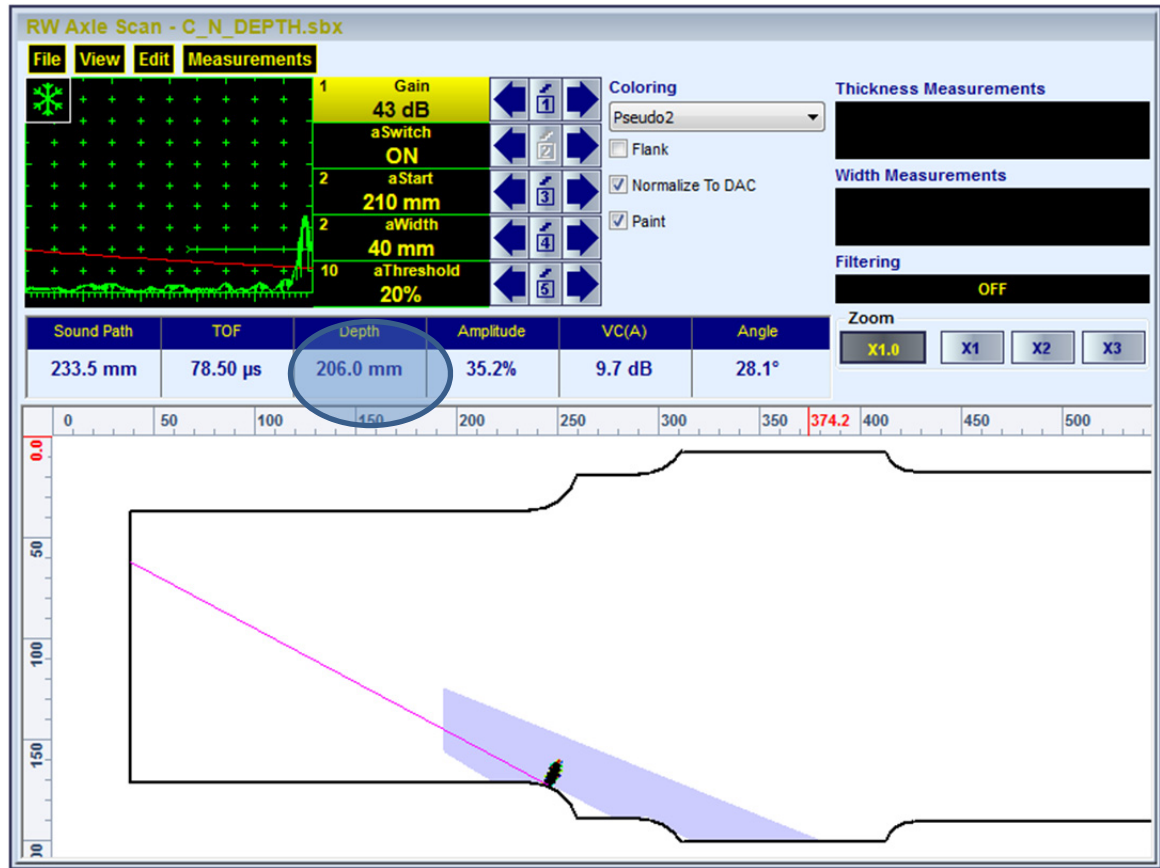 RW Axle Scan - C_N_DEPTH.sbx
File View Edit Measurements
1 Gain
43 dB
1
aSwitch
ON
2
2 aStart
210 mm
3
2 aWidth
40 mm
4
10 aThreshold
20%
5
Coloring
Pseudo2
Flank
Normalize To DAC
Paint
Thickness Measurements
Width Measurements
Filtering
OFF
Zoom
X1.0 X1 X2 X3
Sound Path TOF Depth Amplitude VC(A) Angle
233.5 mm 78.50 µs 206.0 mm 35.2% 9.7 dB 28.1°
0 50 100 150 200 250 300 350 374.2 400 450 500
0.0
50
100
150